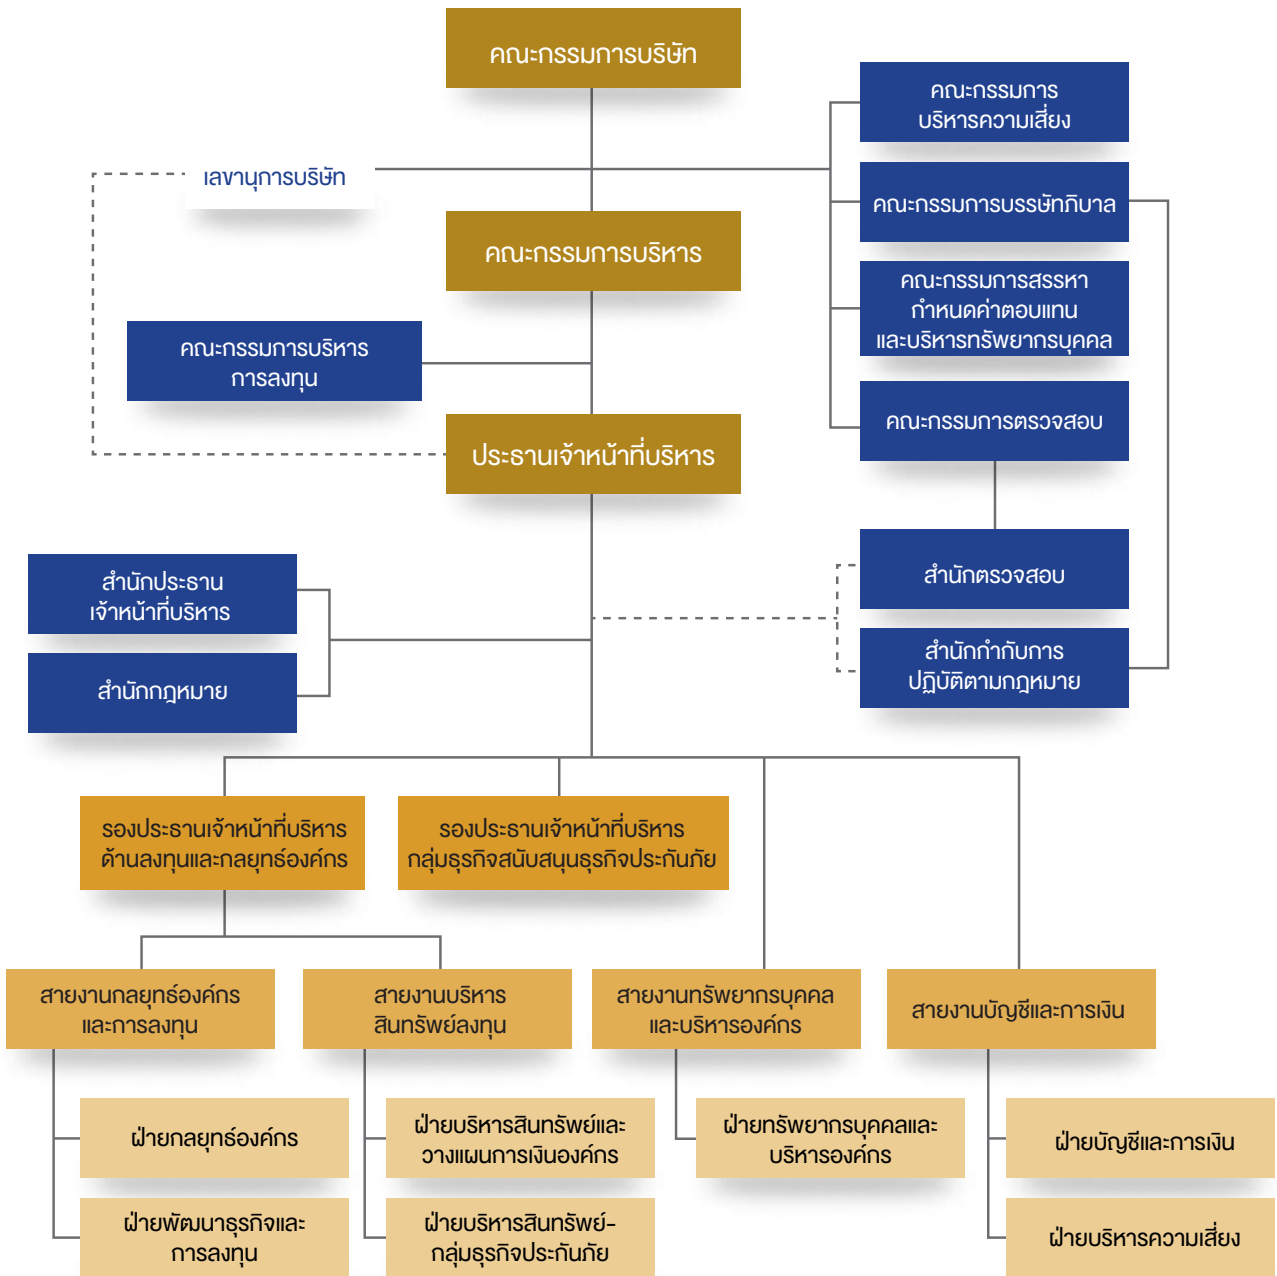 คณะกรรมการบริษัท
คณะกรรมการ
บริหารความเสี่ยง
เลขานุการบริษัท
คณะกรรมการบรรษัทภิบาล
คณะกรรมการบริหาร
คณะกรรมการสรรหา
กำหนดค่าตอบแทน
และบริหารทรัพยากรบุคคล
คณะกรรมการบริหาร
การลงทุน
คณะกรรมการตรวจสอบ
ประธานเจ้าหน้าที่บริหาร
สำนักประธาน
เจ้าหน้าที่บริหาร
สำนักตรวจสอบ
สำนักกฎหมาย
สำนักกำกับการ
ปฏิบัติตามกฎหมาย
รองประธานเจ้าหน้าที่บริหาร
ด้านลงทุนและกลยุทธ์องค์กร
รองประธานเจ้าหน้าที่บริหาร
กลุ่มธุรกิจสนับสนุนธุรกิจประกันภัย
สายงานกลยุทธ์องค์กร
และการลงทุน
สายงานบริหาร
สินทรัพย์ลงทุน
สายงานทรัพยากรบุคคล
และบริหารองค์กร
สายงานบัญชีและการเงิน
ฝ่ายกลยุทธ์องค์กร
ฝ่ายบริหารสินทรัพย์และ
วางแผนการเงินองค์กร
ฝ่ายทรัพยากรบุคคลและ
บริหารองค์กร
ฝ่ายบัญชีและการเงิน
ฝ่ายพัฒนาธุรกิจและ
การลงทุน
ฝ่ายบริหารสินทรัพย์-
กลุ่มธุรกิจประกันภัย
ฝ่ายบริหารความเสี่ยง